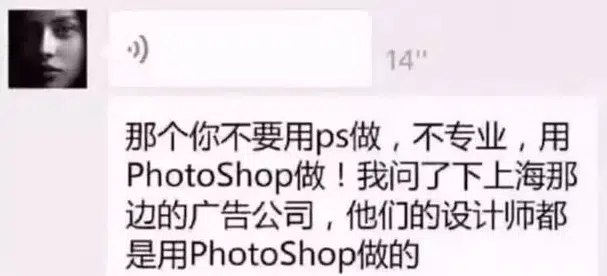 14"
那个你不要用ps做，不专业，用
PhotoShop做！我问了下上海那
边的广告公司，他们的设计师都
是用PhotoShop做的